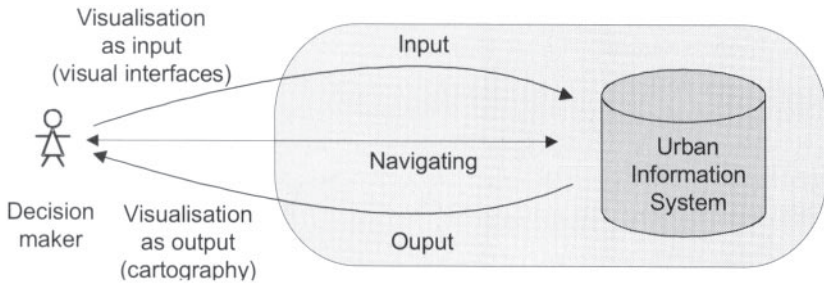 Visualisation
as input
(visual interfaces)
Input
Navigating
Urban
Information
System
Decision
maker
Visualisation
as output
(cartography)
Ouput